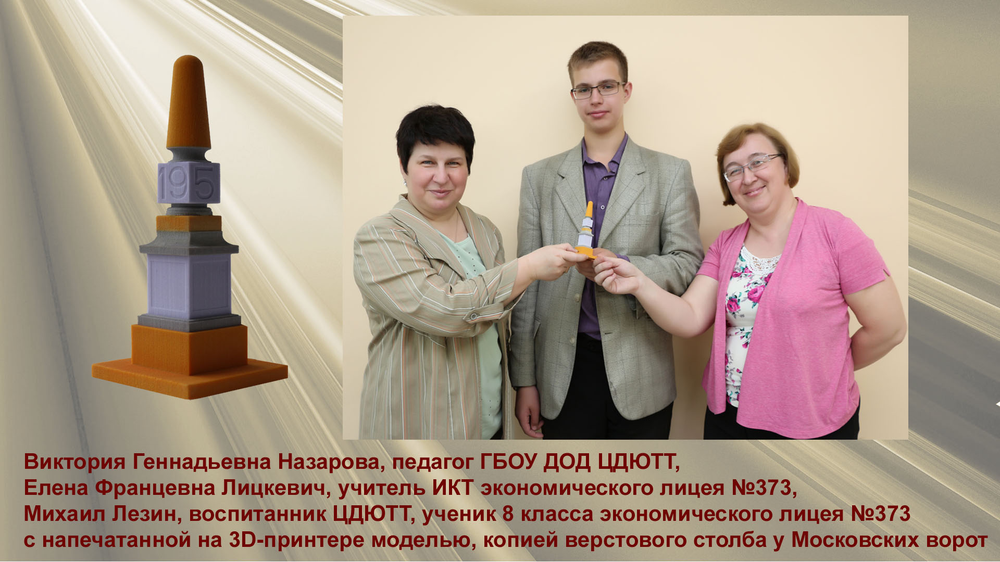 195
Виктория Геннадьевна Назарова, педагог ГБОУ ДОД ЦДЮТТ,
Елена Францевна Лицкевич, учитель ИКТ экономического лицея №373,
Михаил Лезин, воспитанник ЦДЮТТ, ученик 8 класса экономического лицея №373
с напечатанной на 3D-принтере моделью, копией верстового столба у Московских ворот